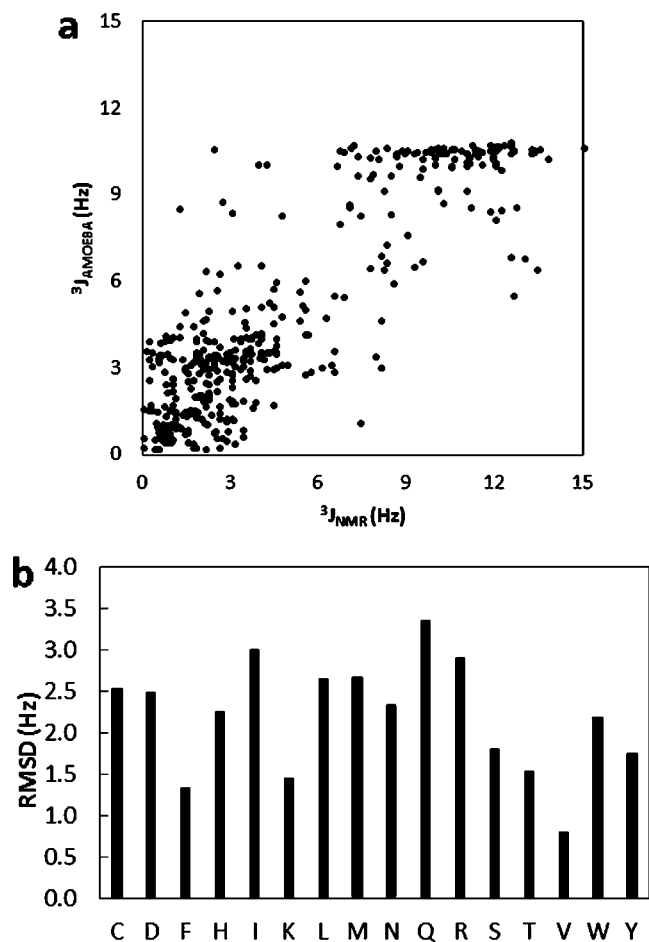 a
15
12
9
6
3
0
³J_AMOEBA (Hz)
0 3 6 9 12 15
³J_NMR (Hz)
b
4.0
3.5
3.0
2.5
2.0
1.5
1.0
0.5
0.0
RMSD (Hz)
C D F H I K L M N Q R S T V W Y